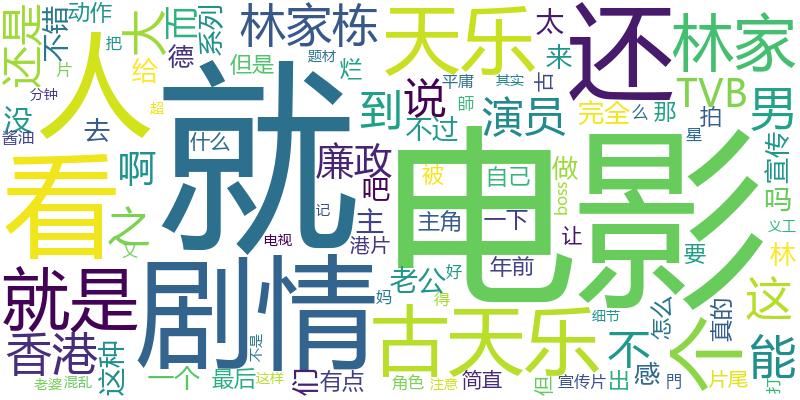 还是
不错
动作
大
而
系列
林家栋
天乐
太
来
还
林家
人
把
片
题材
德
但是
烂
平庸
其实
古
TVB
男
分钟
给
没
超
就
到
说
師
演员
完全
么
那
拍
星
宣传
酱油
去
什么
不过
电影
看
啊
廉政
吧
被
自己
boss
做
吗
之
记
主
主角
一下
让
义工
又
电视
港片
年前
要
林
就是
剧情
老公
好
个
怎么
真的
这
妈
得
古天乐
细节
不
能
香港
这种
不是
一个
最后
们
有点
这样
角色
注意
简直
但
宣传片
出
感
門
片尾
打
老婆
混乱